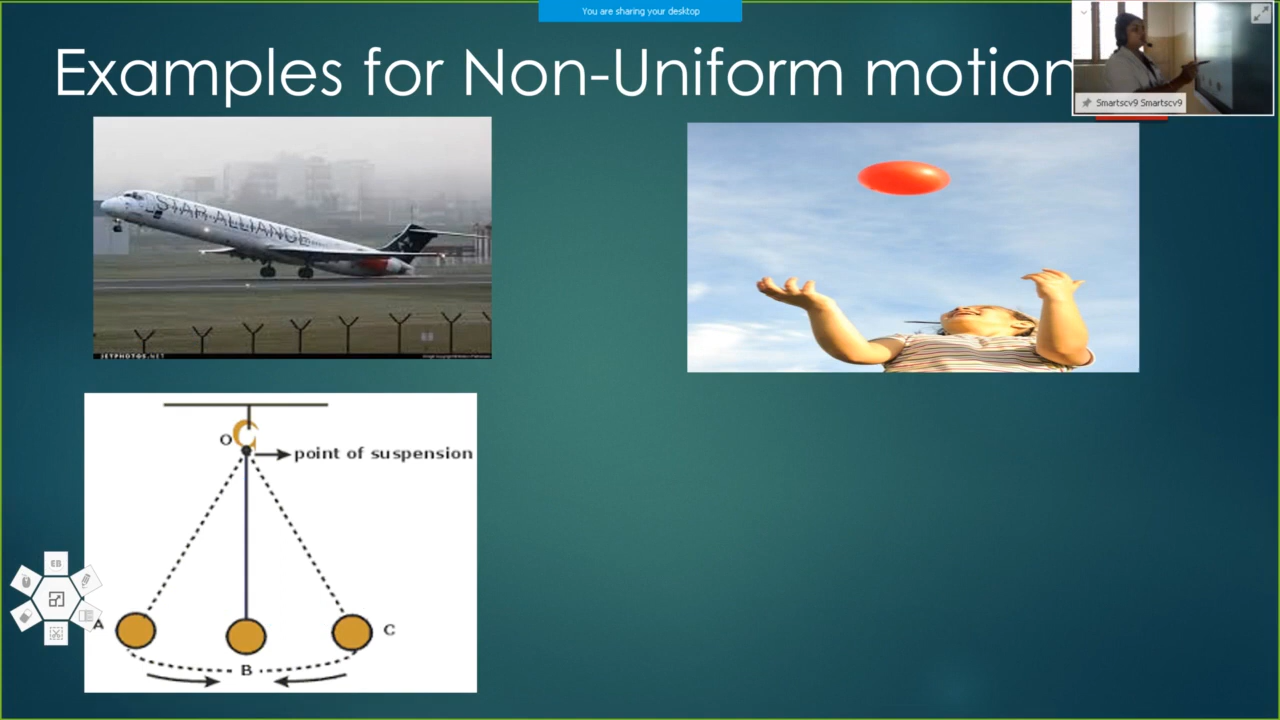 You are sharing your desktop
Examples for Non-Uniform motion
Smartscv9 Smartscv9
STAR ALLIANCE
JETPHOTOS.NET
O
point of suspension
EB
A
C
B